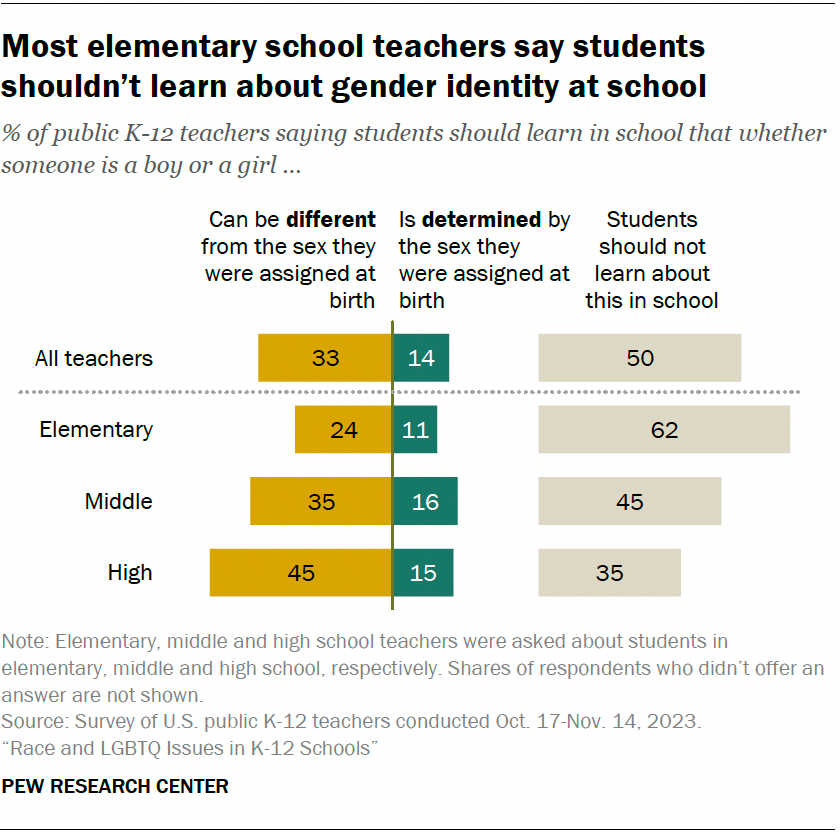 Most elementary school teachers say students
shouldn’t learn about gender identity at school
% of public K-12 teachers saying students should learn in school that whether
someone is a boy or a girl ...
Can be different
from the sex they
were assigned at
birth
Is determined by
the sex they
were assigned at
birth
Students
should not
learn about
this in school
All teachers 33 14 50
Elementary 24 11 62
Middle 35 16 45
High 45 15 35
Note: Elementary, middle and high school teachers were asked about students in
elementary, middle and high school, respectively. Shares of respondents who didn’t offer an
answer are not shown.
Source: Survey of U.S. public K-12 teachers conducted Oct. 17-Nov. 14, 2023.
“Race and LGBTQ Issues in K-12 Schools”
PEW RESEARCH CENTER